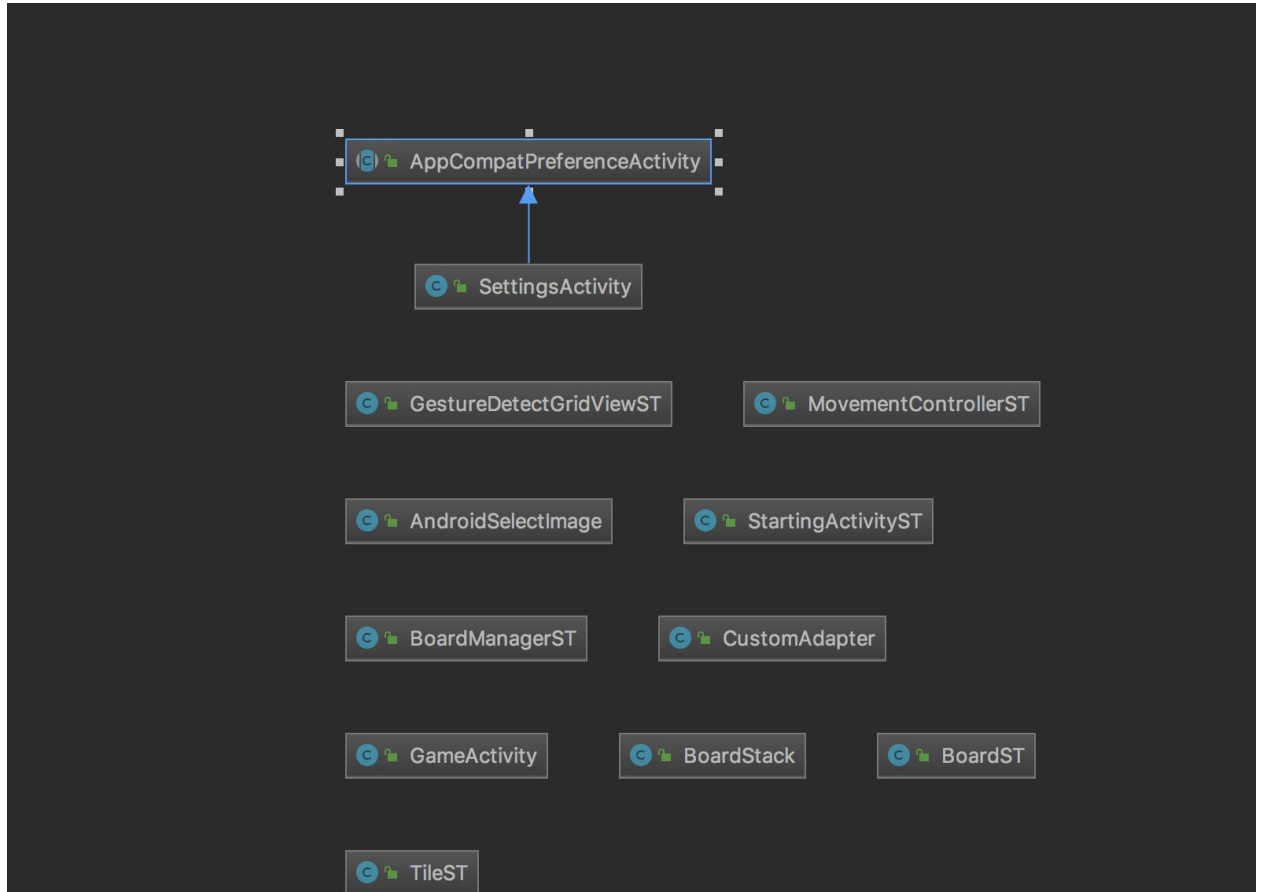 AppCompatPreferenceActivity
SettingsActivity
GestureDetectGridViewST
MovementControllerST
AndroidSelectImage
StartingActivityST
BoardManagerST
CustomAdapter
GameActivity
BoardStack
BoardST
TileST